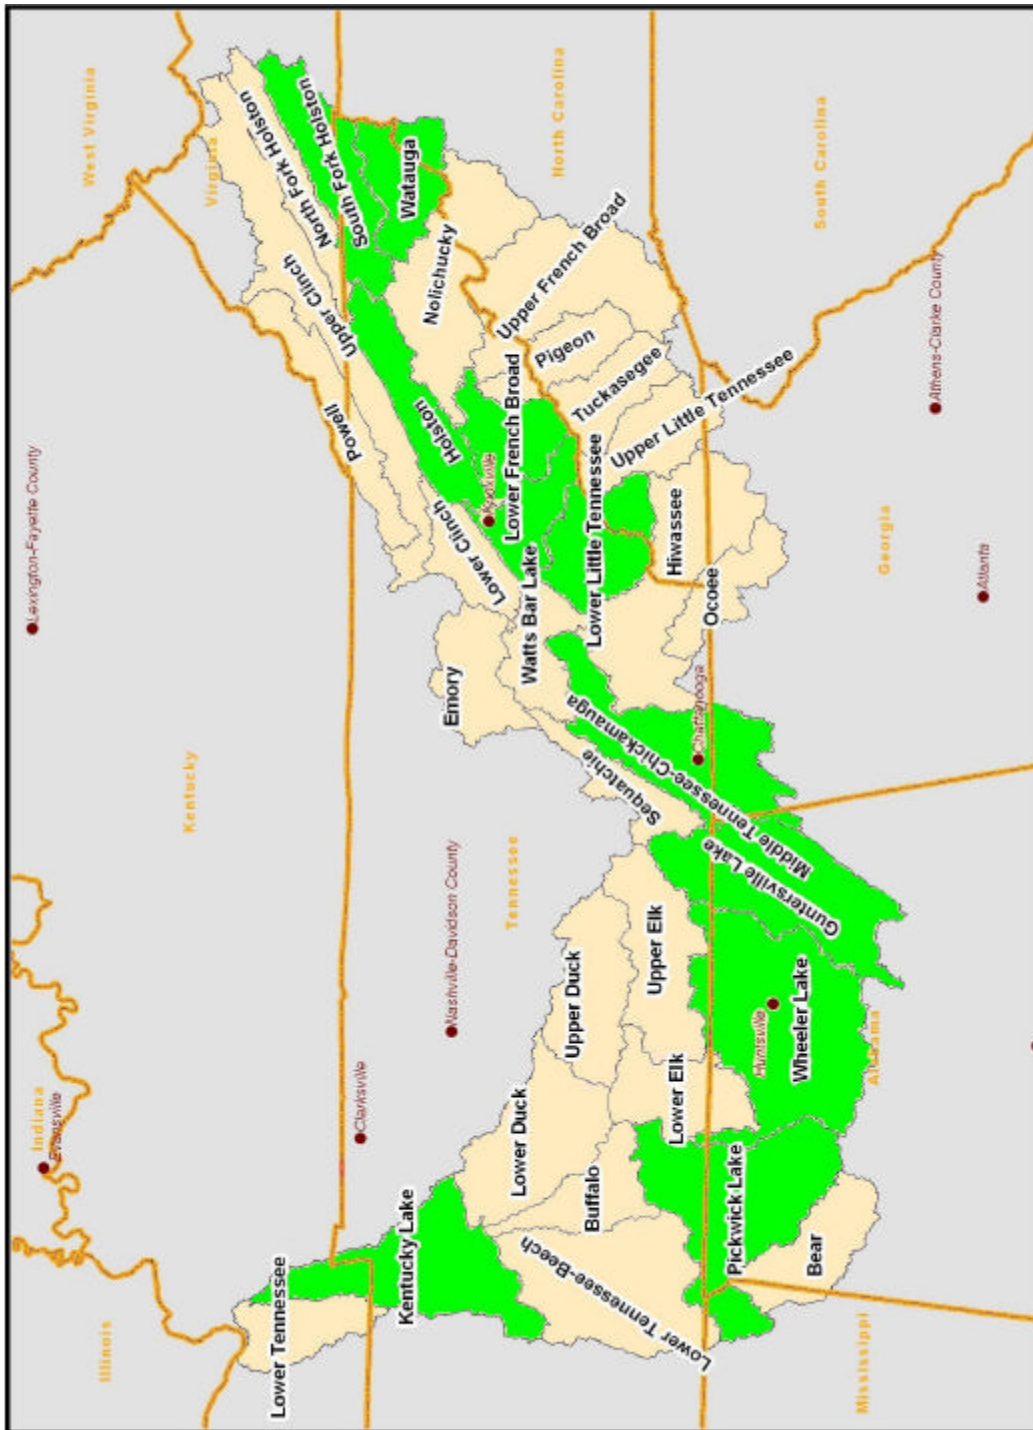 West Virginia
Virginia
North Carolina
South Carolina
North Fork Holston
South Fork Holston
Watauga
Upper Clinch
Nolichucky
Upper French Broad
Powell
Holston
Pigeon
Tuckasegee
Upper Little Tennessee
Lower French Broad
Knoxville
Lower Clinch
Lower Little Tennessee
Watts Bar Lake
Hiwassee
Ocoee
Emory
Athens-Clarke County
Georgia
Atlanta
Lexington-Fayette County
Kentucky
Chattanooga
Middle Tennessee-Chickamauga
Sequatchie
Guntersville Lake
Tennessee
Nashville-Davidson County
Upper Elk
Upper Duck
Huntsville
Wheeler Lake
Alabama
Lower Elk
Lower Duck
Buffalo
Clarksville
Indiana
Evansville
Pickwick Lake
Bear
Kentucky Lake
Lower Tennessee-Beech
Lower Tennessee
Illinois
Mississippi